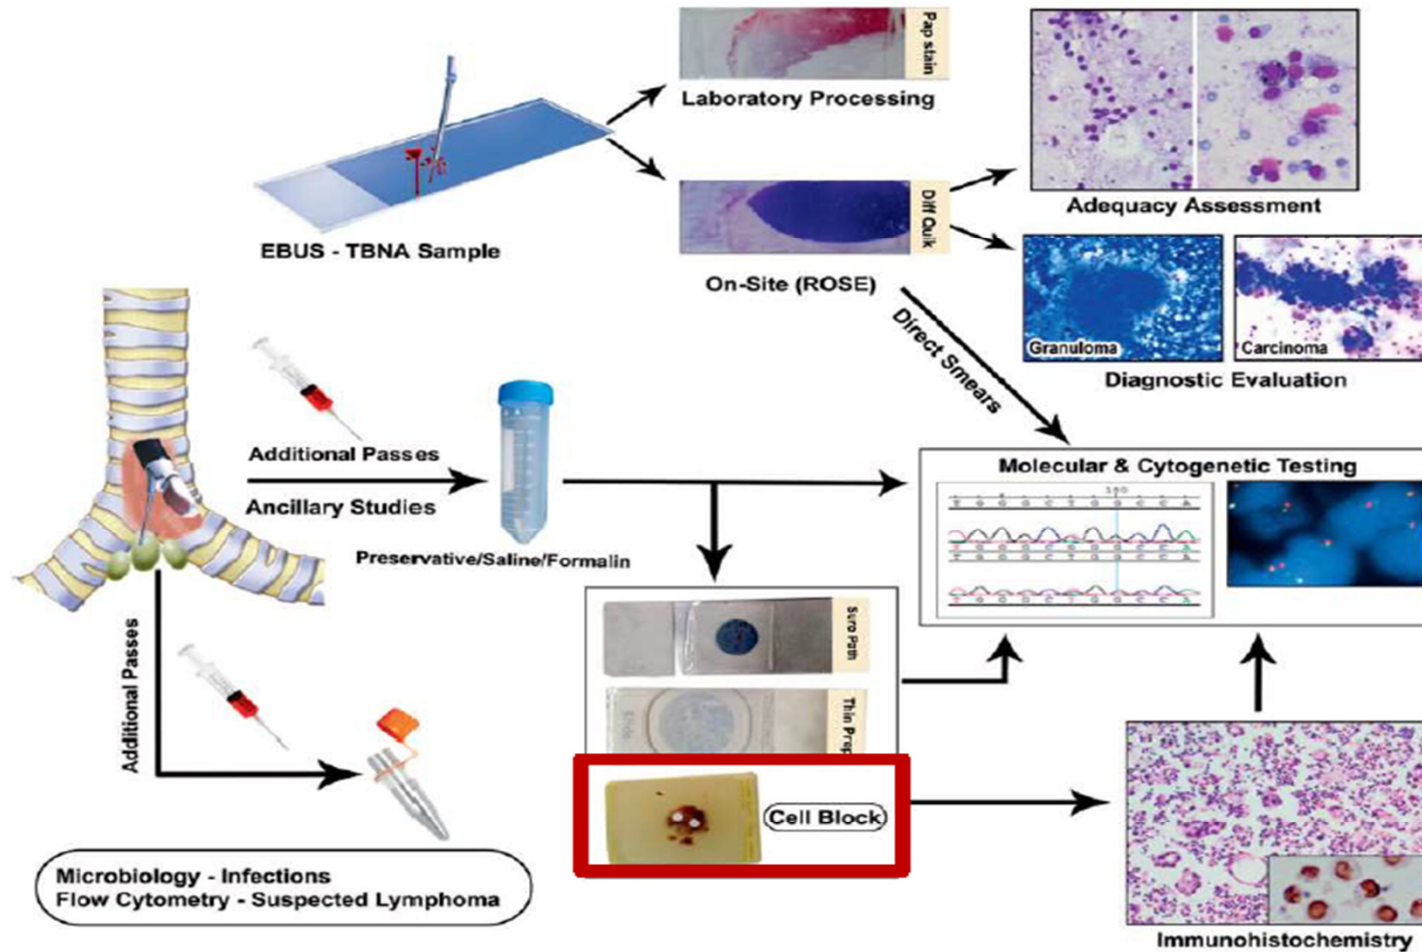 Pap stain
Laboratory Processing
EBUS - TBNA Sample
Diff Quik
On-Site (ROSE)
Adequacy Assessment
Granuloma
Carcinoma
Diagnostic Evaluation
Direct Smears
Additional Passes
Ancillary Studies
Preservative/Saline/Formalin
Molecular & Cytogenetic Testing
T G G G C T G G C C A
T G G G C T G G C C A
T G G G C T G G C C A
Additional Passes
Sure Path
Thin Prep
Cell Block
Microbiology - Infections
Flow Cytometry - Suspected Lymphoma
Immunohistochemistry